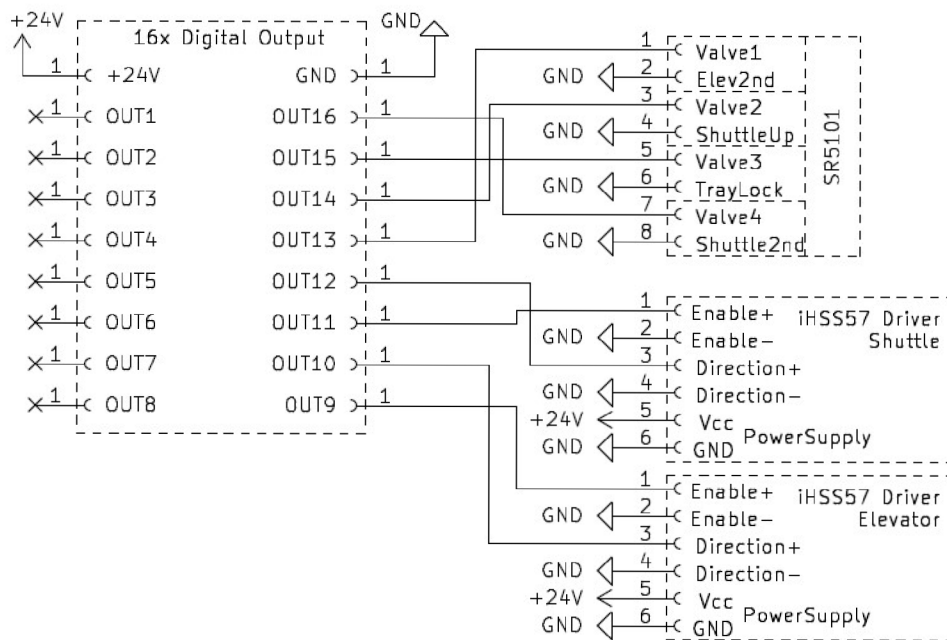 +24V
GND
16x Digital Output
1 +24V
GND 1
1 OUT1
OUT16 1
1 OUT2
OUT15 1
1 OUT3
OUT14 1
1 OUT4
OUT13 1
1 OUT5
OUT12 1
1 OUT6
OUT11 1
1 OUT7
OUT10 1
1 OUT8
OUT9 1
1 Valve1
GND 2 Elev2nd
3 Valve2
GND 4 ShuttleUp
5 Valve3
GND 6 TrayLock
7 Valve4
GND 8 Shuttle2nd
SR5101
1 Enable+ iHSS57 Driver
GND 2 Enable- Shuttle
3 Direction+
GND 4 Direction-
+24V 5 Vcc
PowerSupply
GND 6 GND
1 Enable+ iHSS57 Driver
GND 2 Enable- Elevator
3 Direction+
GND 4 Direction-
+24V 5 Vcc
PowerSupply
GND 6 GND